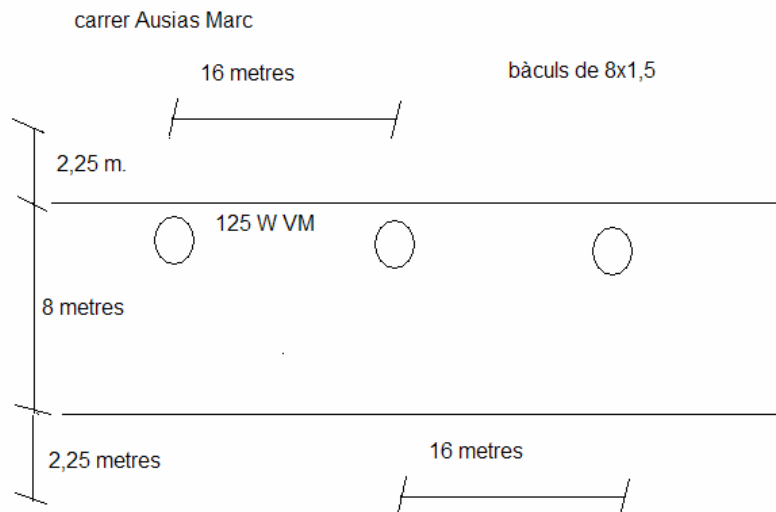 carrer Ausias Marc
16 metres
bàculs de 8x1,5
2,25 m.
125 W VM
8 metres
2,25 metres
16 metres